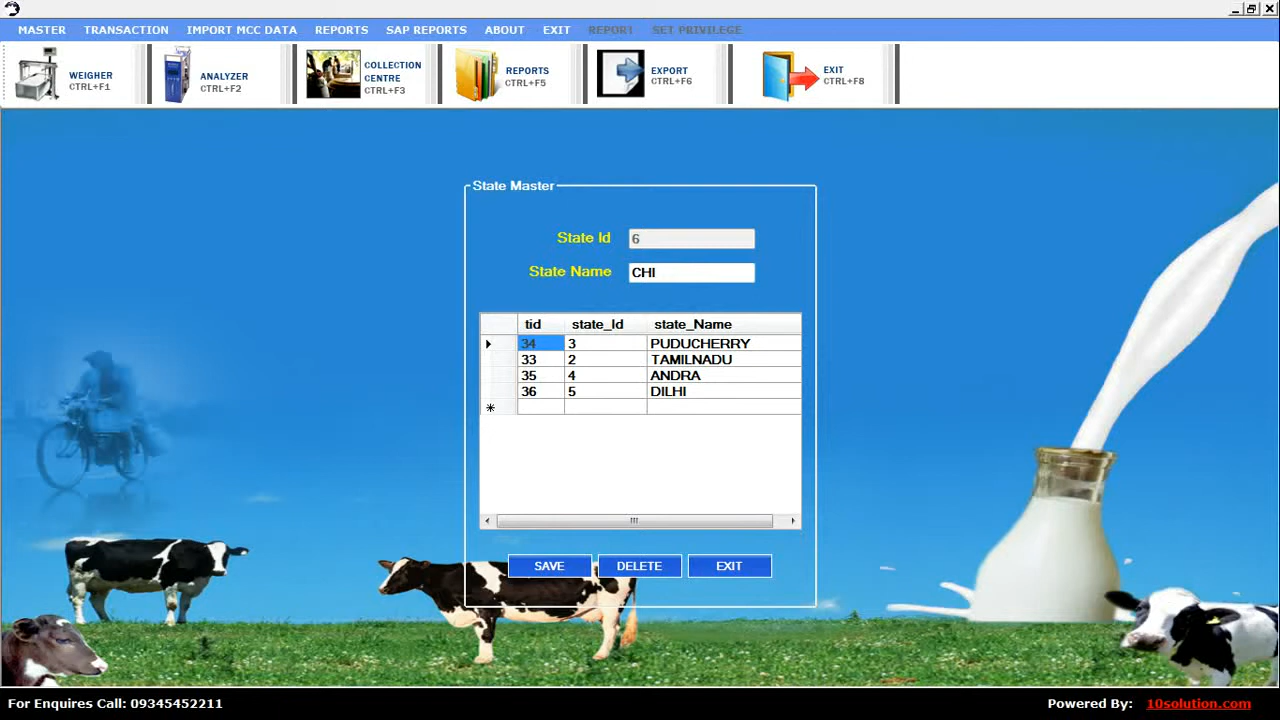 MASTER TRANSACTION IMPORT MCC DATA REPORTS SAP REPORTS ABOUT EXIT REPORT SET PRIVILEGE
WEIGHER
CTRL+F1
ANALYZER
CTRL+F2
COLLECTION
CENTRE
CTRL+F3
REPORTS
CTRL+F5
EXPORT
CTRL+F6
EXIT
CTRL+F8
State Master
State Id 6
State Name CHI
tid state_Id state_Name
34 3 PUDUCHERRY
33 2 TAMILNADU
35 4 ANDRA
36 5 DILHI
SAVE DELETE EXIT
For Enquires Call: 09345452211 Powered By: 10solution.com